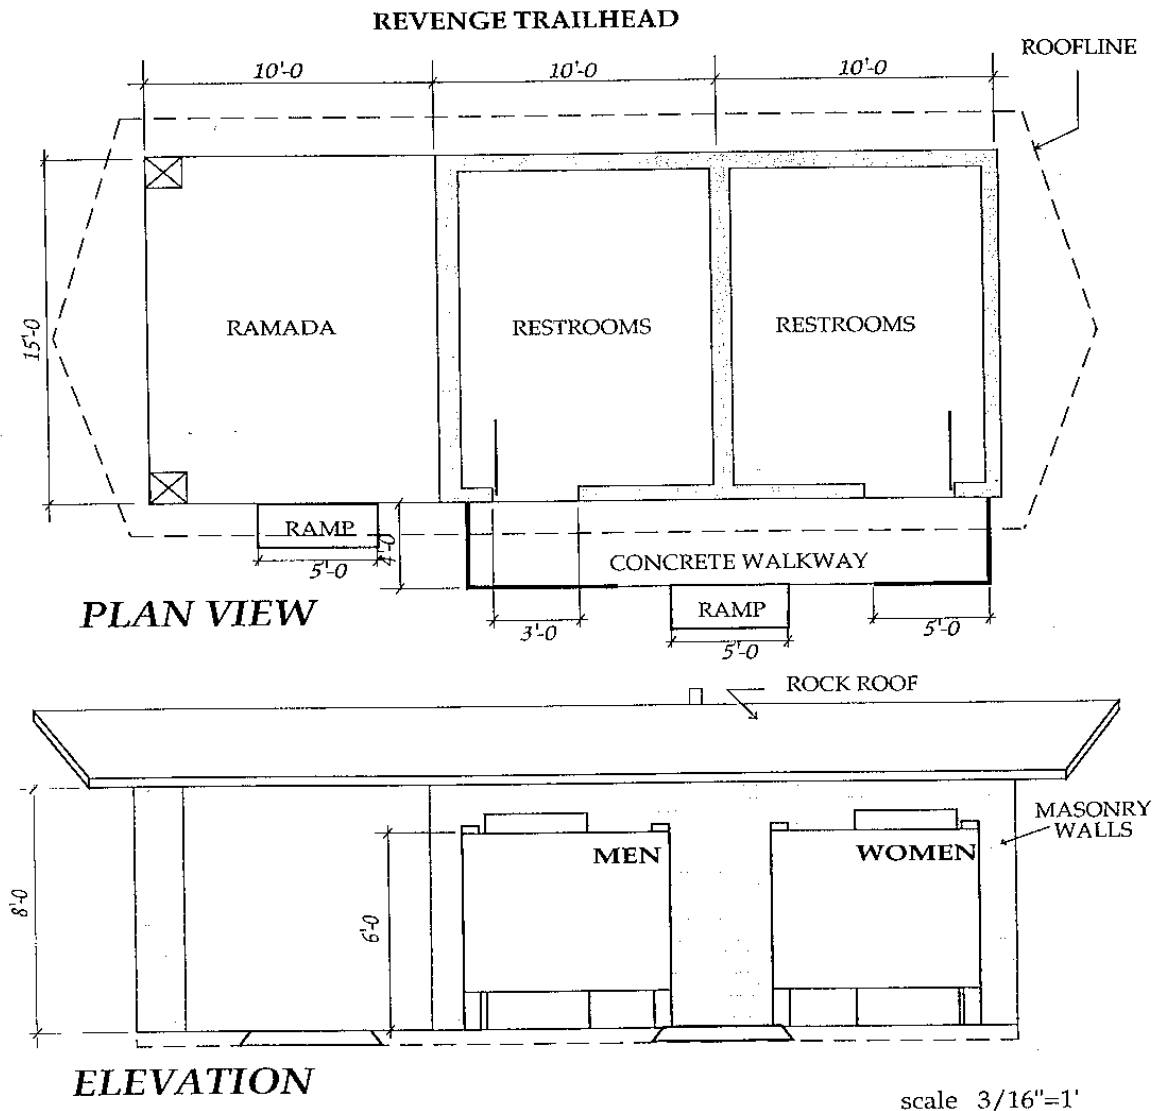 REVENGE TRAILHEAD
ROOFLINE
10'-0 10'-0 10'-0
15'-0
RAMADA RESTROOMS RESTROOMS
RAMP
5'-0
4'-0
CONCRETE WALKWAY
RAMP
3'-0
5'-0
5'-0
PLAN VIEW
ROCK ROOF
MASONRY
WALLS
MEN WOMEN
8'-0
6'-0
ELEVATION
scale 3/16"=1'